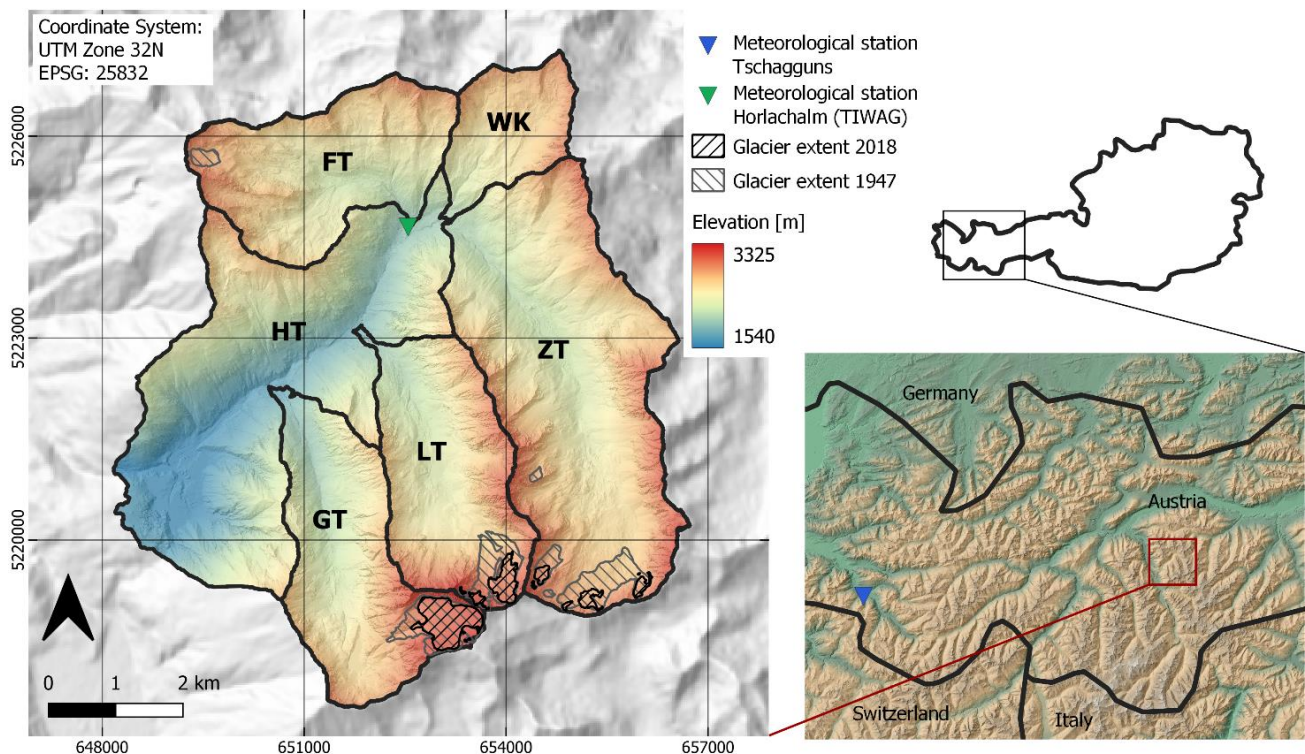 Coordinate System:
UTM Zone 32N
EPSG: 25832
WK
FT
HT
ZT
LT
GT
5226000
5223000
5220000
0 1 2 km
648000 651000 654000 657000
Meteorological station
Tschagguns
Meteorological station
Horlachalm (TIWAG)
Glacier extent 2018
Glacier extent 1947
Elevation [m]
3325
1540
Germany
Austria
Switzerland
Italy